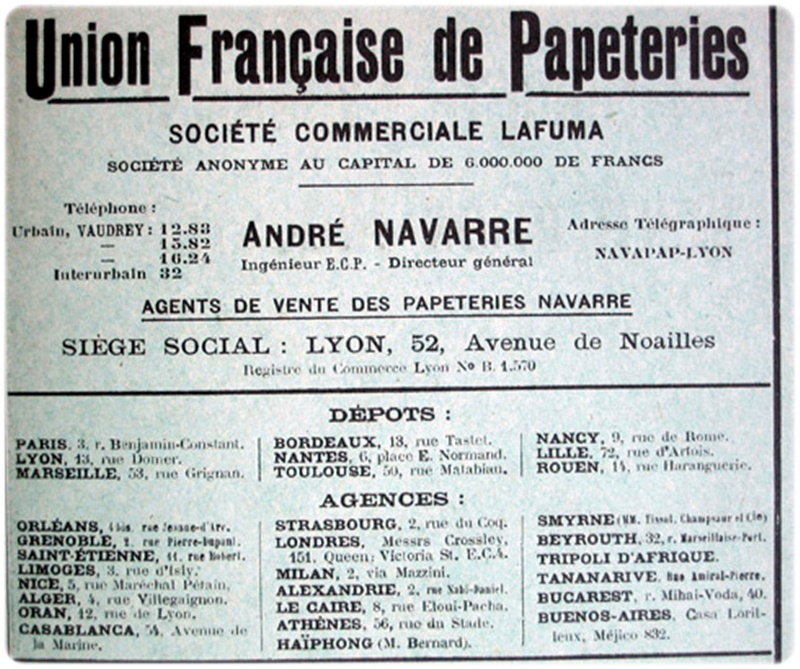 Union Française de Papeteries
SOCIÉTÉ COMMERCIALE LAFUMA
SOCIÉTÉ ANONYME AU CAPITAL DE 6.000.000 DE FRANCS
Téléphone :
Urbain, VAUDREY : 12.83
— 15.82
— 16.24
Interurbain 32
ANDRÉ NAVARRE
Ingénieur E.C.P. - Directeur général
Adresse Télégraphique :
NAVAPAP-LYON
AGENTS DE VENTE DES PAPETERIES NAVARRE
SIÈGE SOCIAL : LYON, 52, Avenue de Noailles
Registre du Commerce Lyon No B. 1.570
DÉPOTS :
PARIS, 3, r. Benjamin-Constant.
LYON, 13, rue Domer.
MARSEILLE, 53, rue Grignan.
BORDEAUX, 13, rue Tastet.
NANTES, 6, place E. Normand.
TOULOUSE, 50, rue Matabiau.
NANCY, 9, rue de Rome.
LILLE, 72, rue d'Artois.
ROUEN, 14, rue Haranguerie.
AGENCES :
ORLÉANS, rue Jeanne-d'Arc.
GRENOBLE, rue Pierre-Dupont.
SAINT-ÉTIENNE, 11, rue Robert.
LIMOGES, 3, rue d'Isly.
NICE, 5, rue Maréchal Pétain.
ALGER, 4, rue Villegaignon.
ORAN, 12, rue de Lyon.
CASABLANCA, 54, Avenue de
la Marine.
STRASBOURG, 2, rue du Coq.
LONDRES, Messrs Crossley,
151, Queen; Victoria St. E.C.4.
MILAN, 2, via Mazzini.
ALEXANDRIE, 2, rue Nabi-Daniel.
LE CAIRE, 8, rue Eloui-Pacha.
ATHÈNES, 56, rue du Stade.
HAÏPHONG (M. Bernard).
SMYRNE (MM. Tissot, Champsaur et Cie)
BEYROUTH, 32, r. Marseillaise-Port.
TRIPOLI D'AFRIQUE.
TANANARIVE, Rue Amiral-Pierre.
BUCAREST, r. Mihai-Voda, 40.
BUENOS-AIRES, Casa Loril-
leux, Méjico 832.